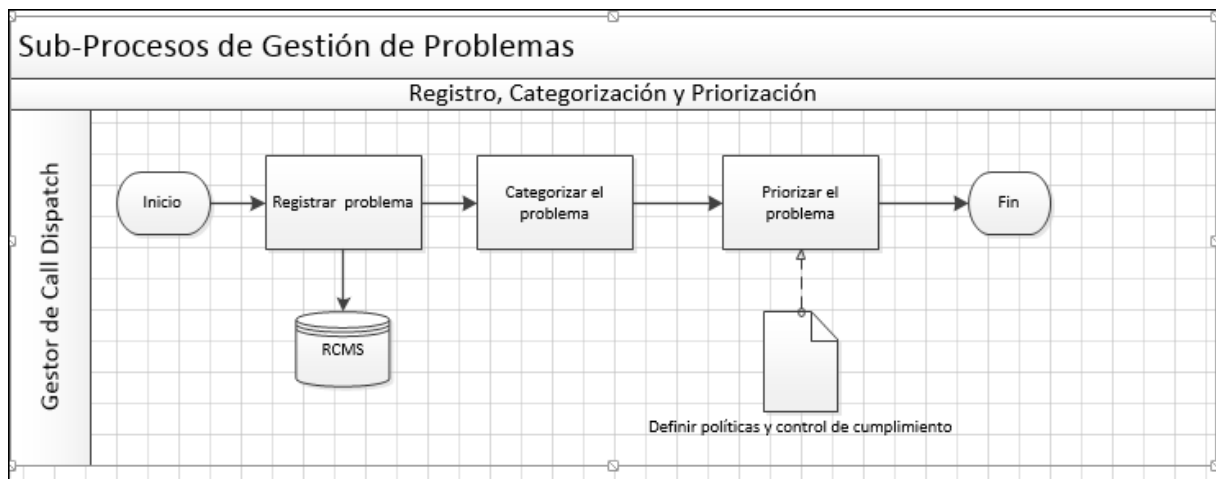 Sub-Procesos de Gestión de Problemas
Registro, Categorización y Priorización
Gestor de Call Dispatch
Inicio
Registrar problema
Categorizar el
problema
Priorizar el
problema
Fin
RCMS
Definir políticas y control de cumplimiento